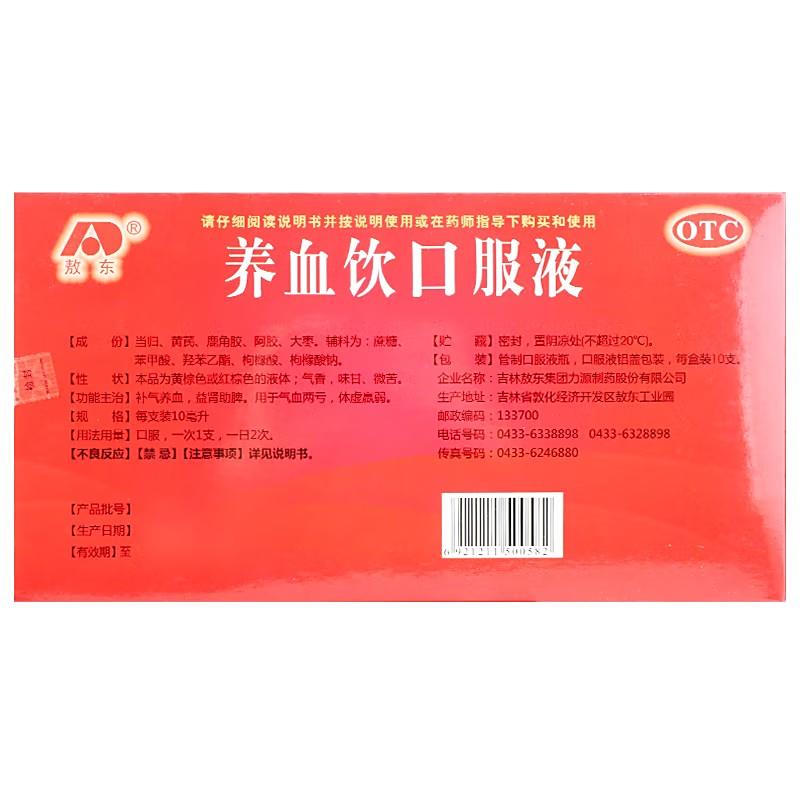 请仔细阅读说明书并按说明使用或在药师指导下购买和使用
敖东®
OTC
养血饮口服液
【成 份】当归、黄芪、鹿角胶、阿胶、大枣。辅料为：蔗糖、
苯甲酸、羟苯乙酯、枸橼酸、枸橼酸钠。
【性 状】本品为黄棕色或红棕色的液体；气香，味甘、微苦。
【功能主治】补气养血，益肾助脾。用于气血两亏，体虚羸弱。
【规 格】每支装10毫升
【用法用量】口服，一次1支，一日2次。
【不良反应】【禁 忌】【注意事项】详见说明书。
【产品批号】
【生产日期】
【有效期】至
【贮 藏】密封，置阴凉处(不超过20℃)。
【包 装】管制口服液瓶，口服液铝盖包装，每盒装10支。
企业名称：吉林敖东集团力源制药股份有限公司
生产地址：吉林省敦化经济开发区敖东工业园
邮政编码：133700
电话号码：0433-6338898 0433-6328898
传真号码：0433-6246880
6 921211 500582